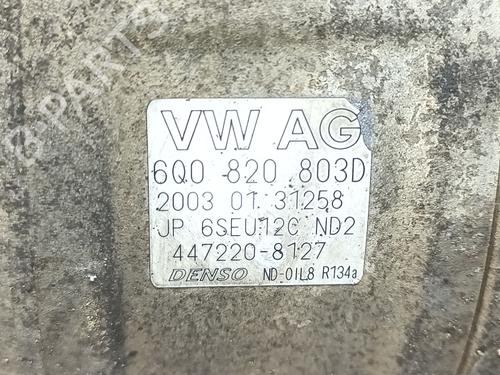 VW AG
6Q0 820 803D
2003 01 31258
JP 6SEU12C ND2
447220-8127
DENSO ND-OIL8 R134a